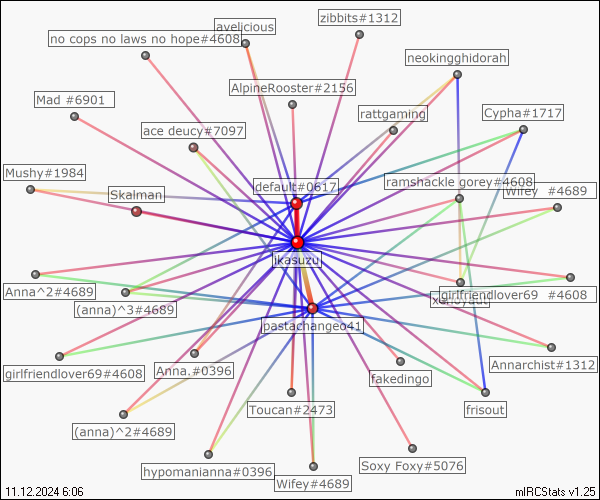 zibbits#1312
avelicious
no cops no laws no hope#4608
neokingghidorah
AlpineRooster#2156
Mad #6901
rattgaming
Cypha#1717
ace deucy#7097
Mushy#1984
default#0617
ramshackle gorey#4608
Wifey #4689
Skalman
ikasuzu
Anna^2#4689
girlfriendlover69 #4608
(anna)^3#4689
pastachangeo41
Annarchist#1312
girlfriendlover69#4608
Anna.#0396
fakedingo
Toucan#2473
frisout
(anna)^2#4689
hypomanianna#0396
Soxy Foxy#5076
Wifey#4689
11.12.2024 6:06
mIRCStats v1.25